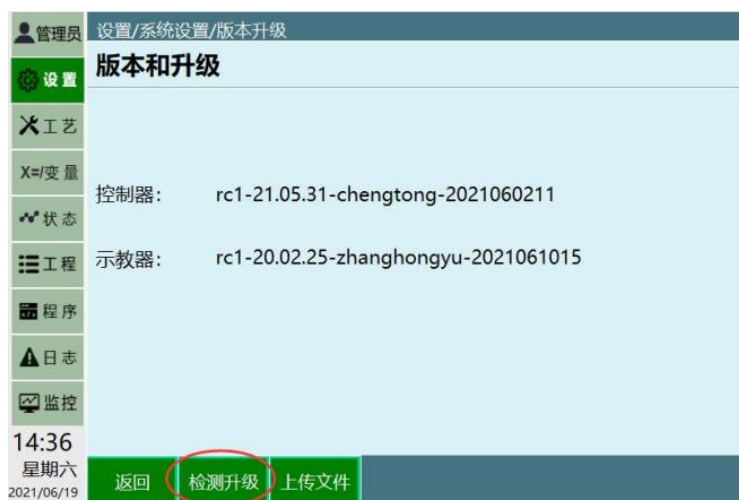 管理员
设置/系统设置/版本升级
版本和升级
设置
工艺
X=/变量
状态
工程
程序
日志
监控
控制器: rc1-21.05.31-chengtong-2021060211
示教器: rc1-20.02.25-zhanghongyu-2021061015
14:36
星期六
2021/06/19
返回 检测升级 上传文件